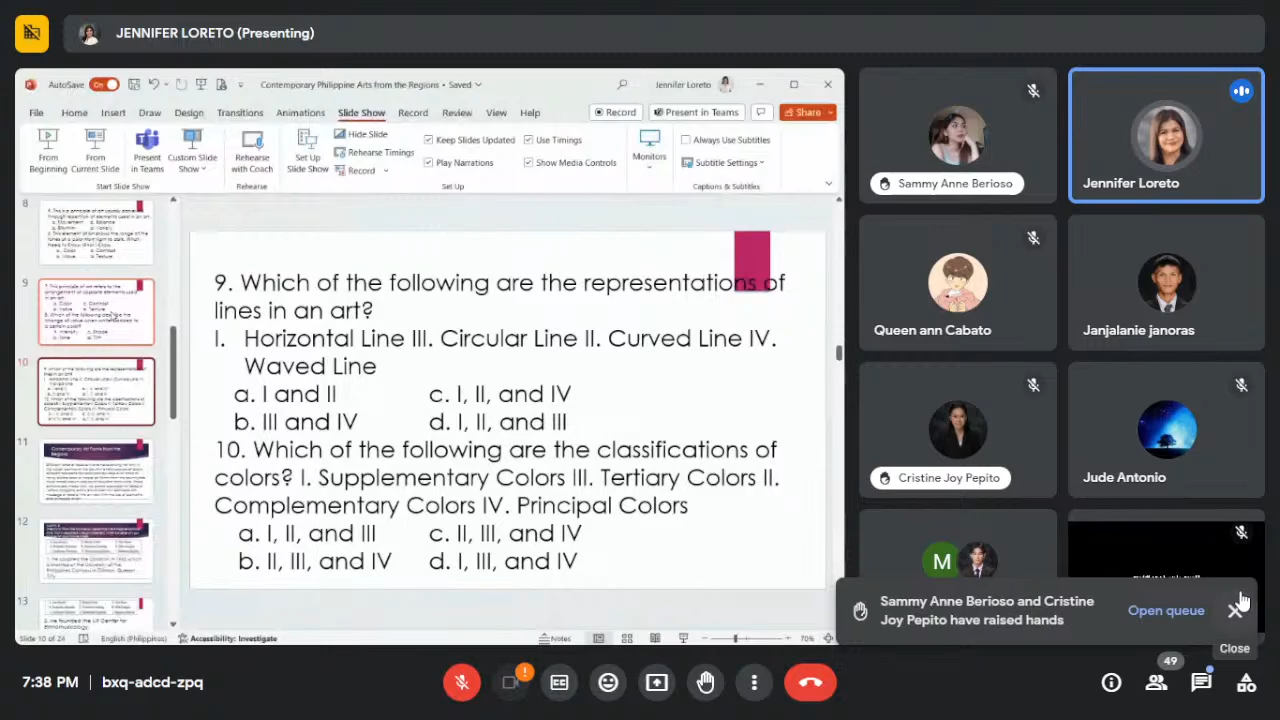 JENNIFER LORETO (Presenting)
AutoSave On Contemporary Philippine Arts from the Regions • Saved Jennifer Loreto
File Home Insert Draw Design Transitions Animations Slide Show Record Review View Help Record Present in Teams Share
From Beginning
From Current Slide
Present in Teams
Custom Slide Show
Rehearse with Coach
Set Up Slide Show
Hide Slide
Rehearse Timings
Record
Keep Slides Updated
Play Narrations
Use Timings
Show Media Controls
Monitors
Always Use Subtitles
Subtitle Settings
Start Slide Show Rehearse Set Up Captions & Subtitles
8
9
10
11
12
13
9. Which of the following are the representations of
lines in an art?
I. Horizontal Line III. Circular Line II. Curved Line IV.
Waved Line
a. I and II c. I, II, and IV
b. III and IV d. I, II, and III
10. Which of the following are the classifications of
colors? I. Supplementary Colors III. Tertiary Colors II.
Complementary Colors IV. Principal Colors
a. I, II, and III c. II, I, and IV
b. II, III, and IV d. I, III, and IV
Slide 10 of 24 English (Philippines) Accessibility: Investigate Notes 70%
Sammy Anne Berioso
Jennifer Loreto
Queen ann Cabato
Janjalanie janoras
Cristine Joy Pepito
Jude Antonio
M
Sammy Anne Berioso and Cristine
Joy Pepito have raised hands
Open queue
Close
7:38 PM | bxq-adcd-zpq
49